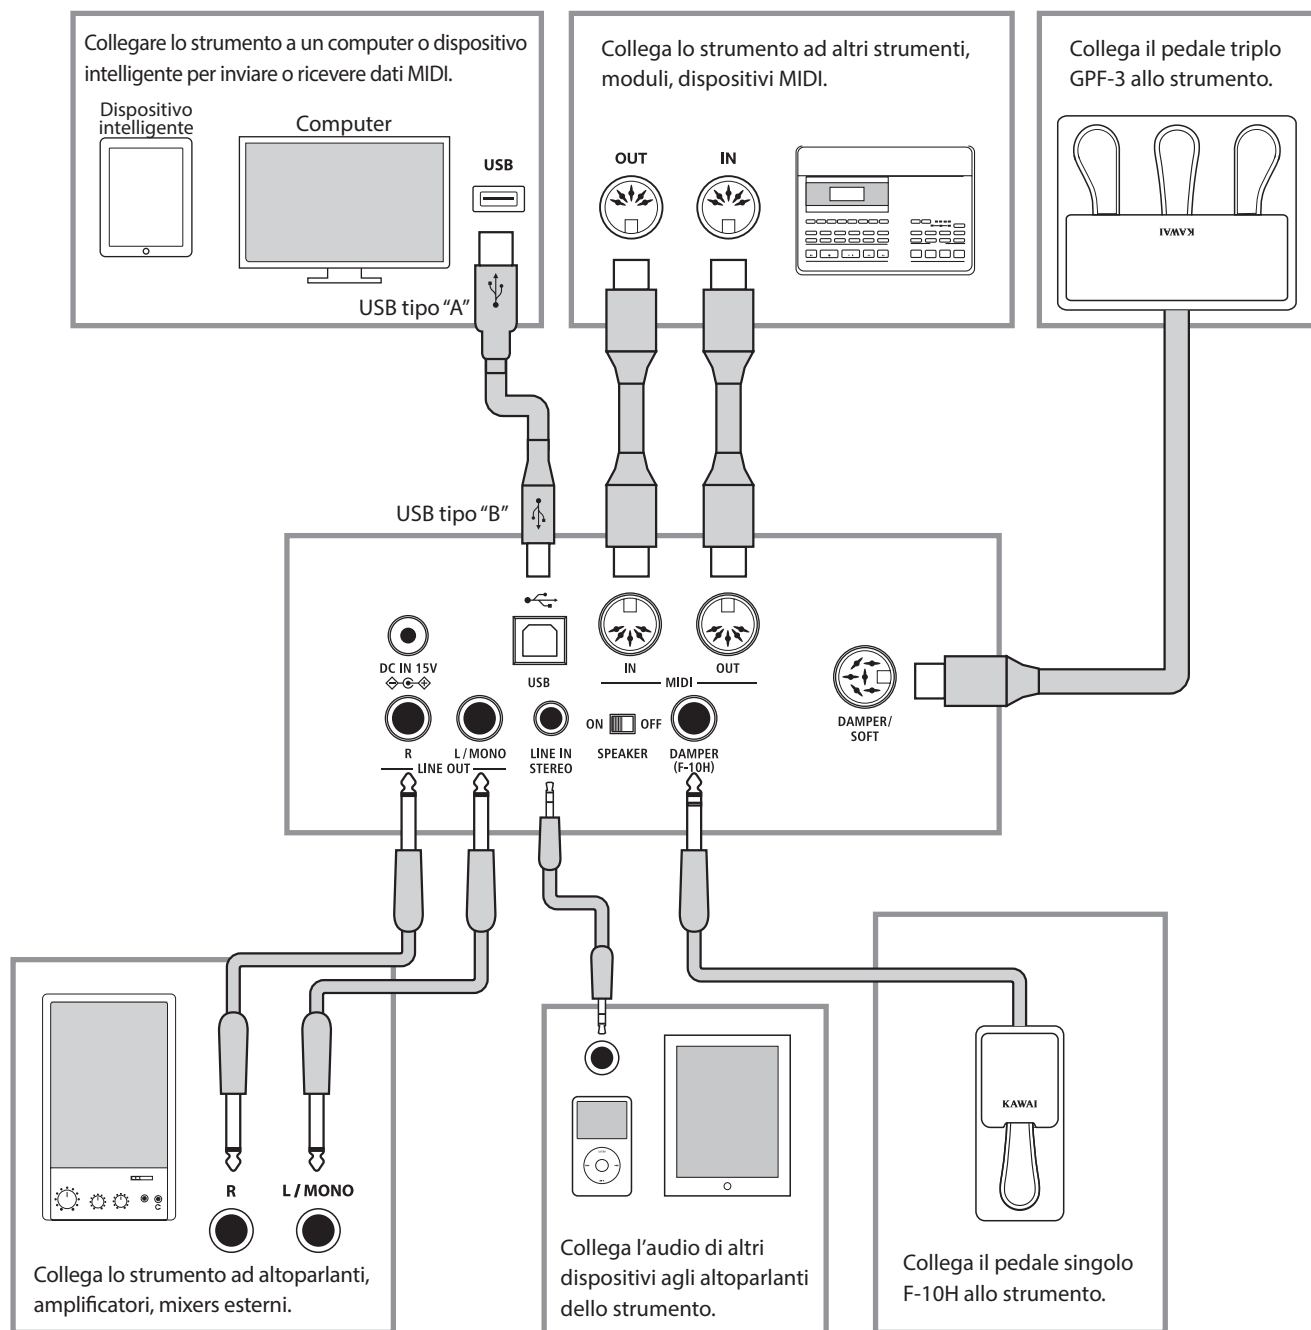 Collegare lo strumento a un computer o dispositivo
intelligente per inviare o ricevere dati MIDI.
Dispositivo
intelligente
Computer
USB
USB tipo “A”
Collega lo strumento ad altri strumenti,
moduli, dispositivi MIDI.
OUT
IN
Collega il pedale triplo
GPF-3 allo strumento.
KAWAI
USB tipo “B”
DC IN 15V
USB
IN
OUT
MIDI
DAMPER/
SOFT
R
L/MONO
LINE OUT
LINE IN
STEREO
ON
OFF
SPEAKER
DAMPER
(F-10H)
R
L/MONO
Collega lo strumento ad altoparlanti,
amplificatori, mixers esterni.
Collega l’audio di altri
dispositivi agli altoparlanti
dello strumento.
KAWAI
Collega il pedale singolo
F-10H allo strumento.